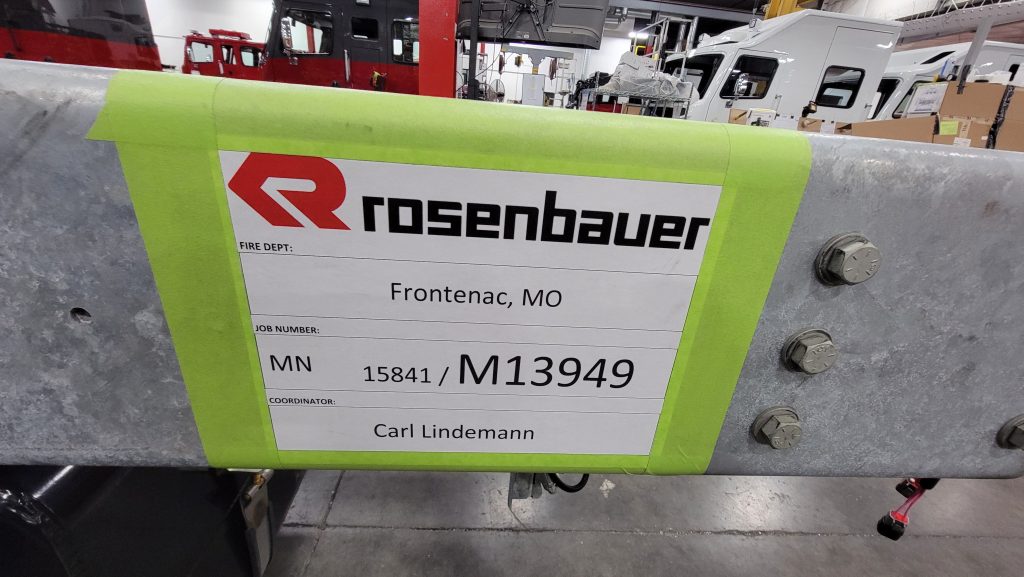 rosenbauer
FIRE DEPT:
Frontenac, MO
JOB NUMBER:
MN 15841 / M13949
COORDINATOR:
Carl Lindemann